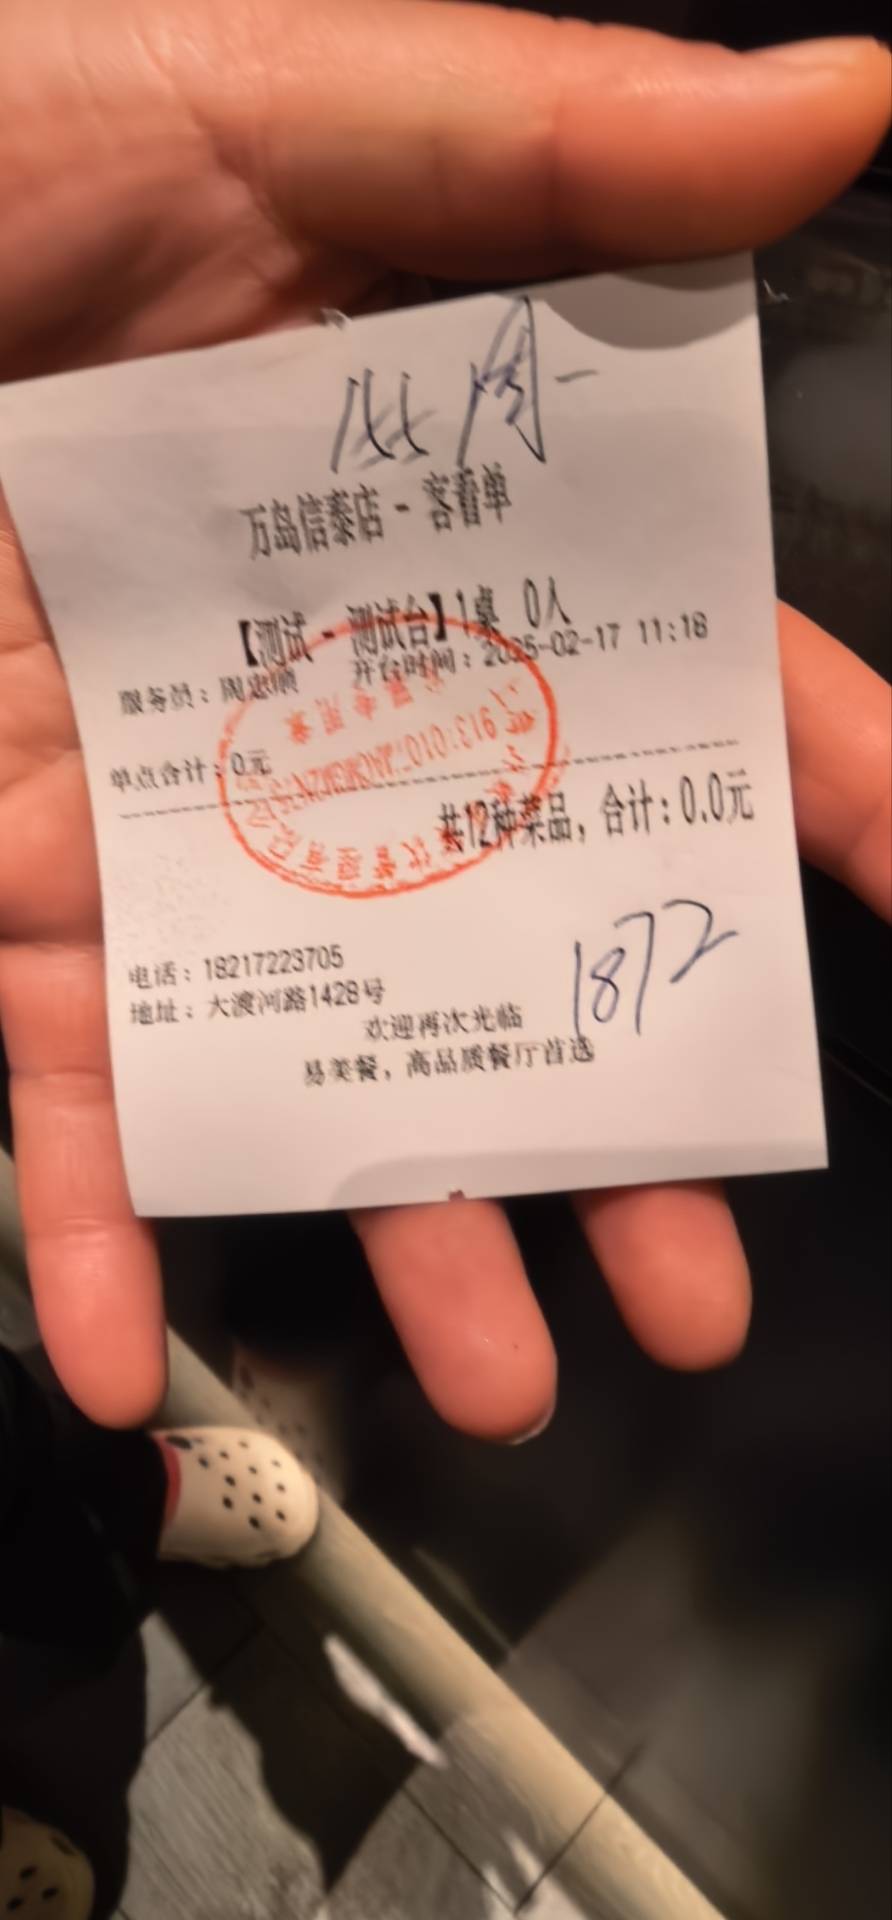 万岛信泰店 - 客看单
【测试 - 测试台】1桌 0人
服务员：周忠顺 开台时间：2025-02-17 11:18
单点合计：0元
共12种菜品，合计：0.0元
1872
电话：18217223705
地址：大渡河路1428号
欢迎再次光临
易美餐，高品质餐厅首选